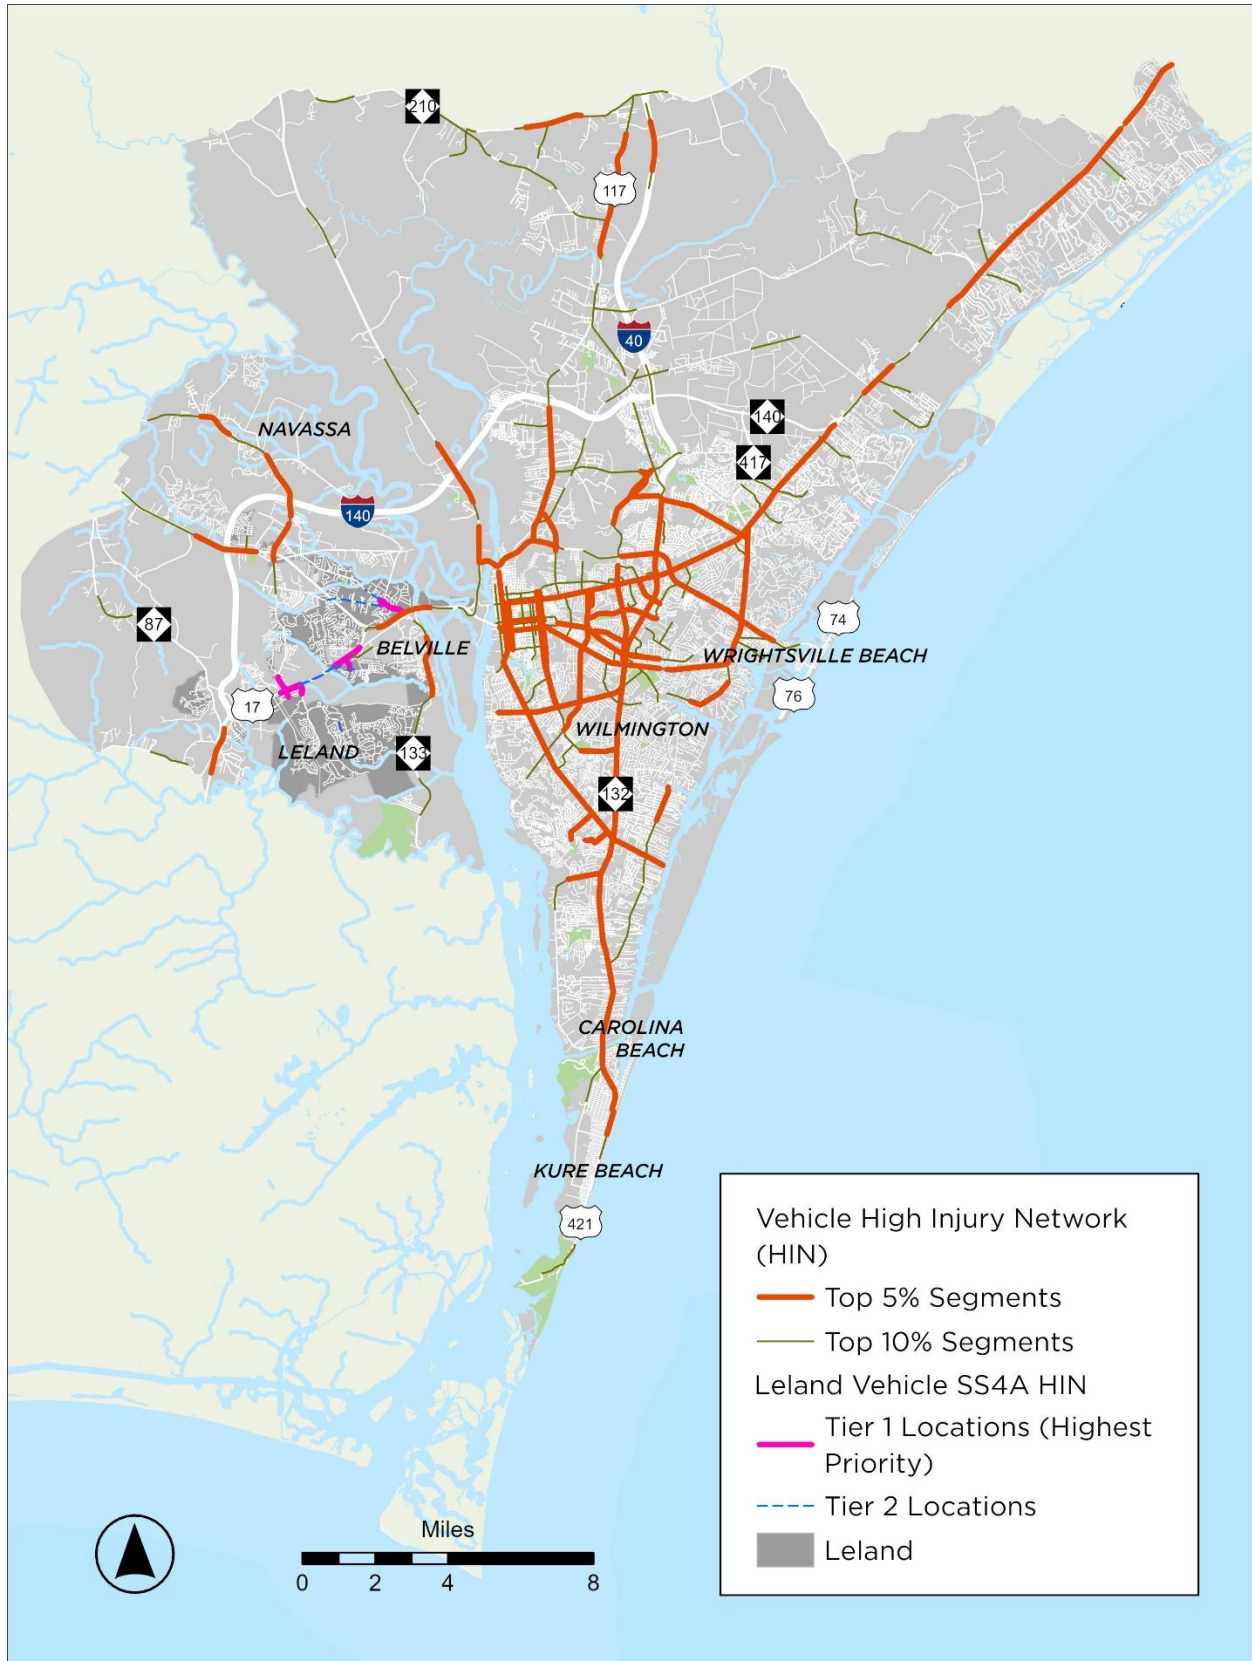 210
117
40
140
417
NAVASSA
140
87
74
BELVILLE
WRIGHTSVILLE BEACH
76
17
WILMINGTON
LELAND
133
132
CAROLINA
BEACH
KURE BEACH
421
Vehicle High Injury Network
(HIN)
Top 5% Segments
Top 10% Segments
Leland Vehicle SS4A HIN
Tier 1 Locations (Highest
Priority)
Tier 2 Locations
Leland
Miles
0 2 4 8